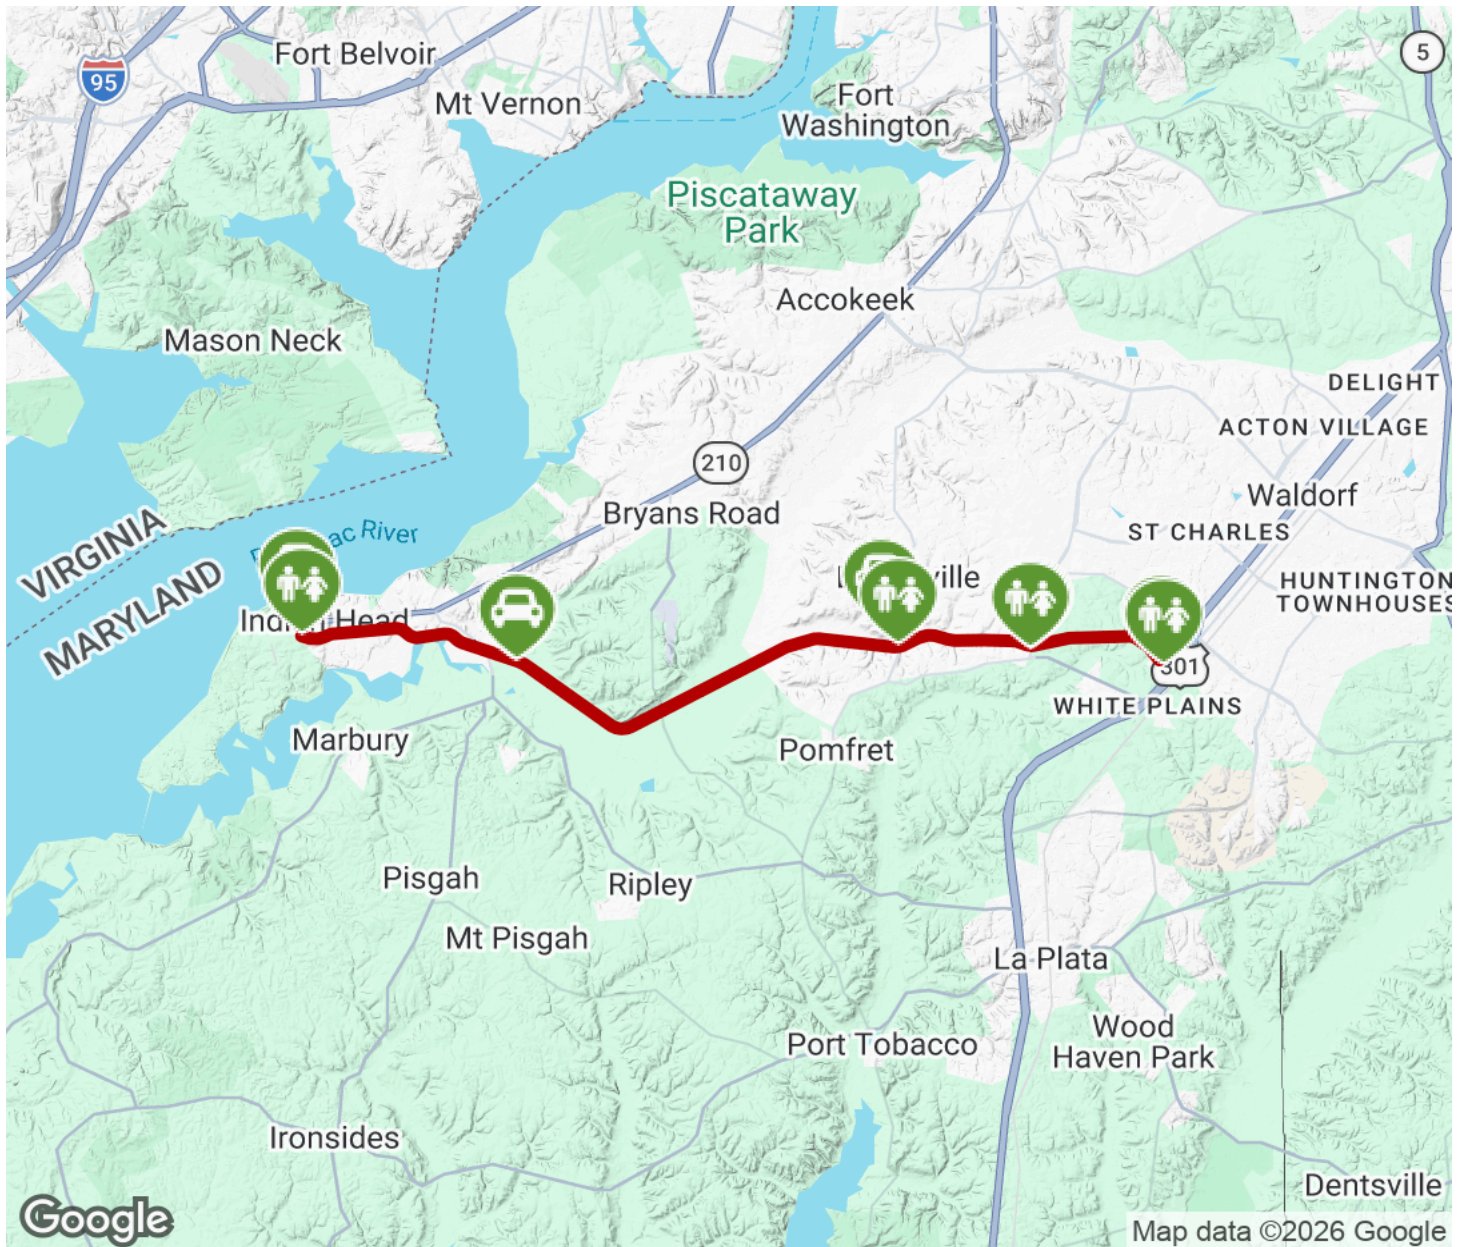 Fort Belvoir
95
5
Mt Vernon
Fort
Washington
Piscataway
Park
Accokeek
Mason Neck
DELIGHT
ACTON VILLAGE
210
Waldorf
Bryans Road
ST CHARLES
VIRGINIA
MARYLAND
River
HUNTINGTON
TOWNHOUSES
Head
301
WHITE PLAINS
Marbury
Pomfret
Pisgah
Ripley
Mt Pisgah
La Plata
Wood
Haven Park
Port Tobacco
Ironsides
Dentsville
Google
Map data ©2026 Google